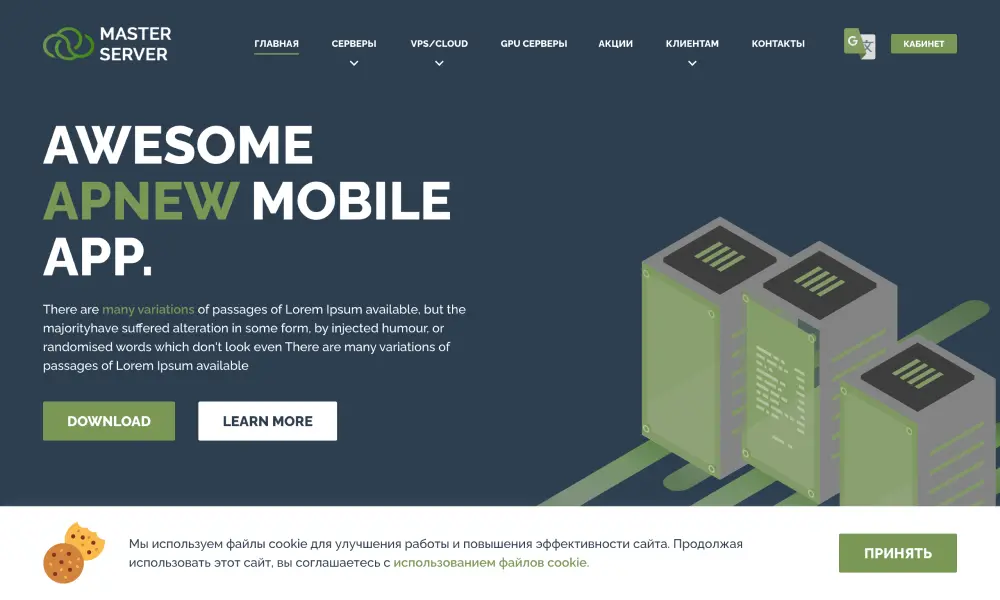 MASTER
SERVER
ГЛАВНАЯ
СЕРВЕРЫ
VPS/CLOUD
GPU СЕРВЕРЫ
АКЦИИ
КЛИЕНТАМ
КОНТАКТЫ
G 文
КАБИНЕТ
AWESOME
APNEW MOBILE
APP.
There are many variations of passages of Lorem Ipsum available, but the
majorityhave suffered alteration in some form, by injected humour, or
randomised words which don't look even There are many variations of
passages of Lorem Ipsum available
DOWNLOAD
LEARN MORE
Мы используем файлы cookie для улучшения работы и повышения эффективности сайта. Продолжая
использовать этот сайт, вы соглашаетесь с использованием файлов cookie.
ПРИНЯТЬ